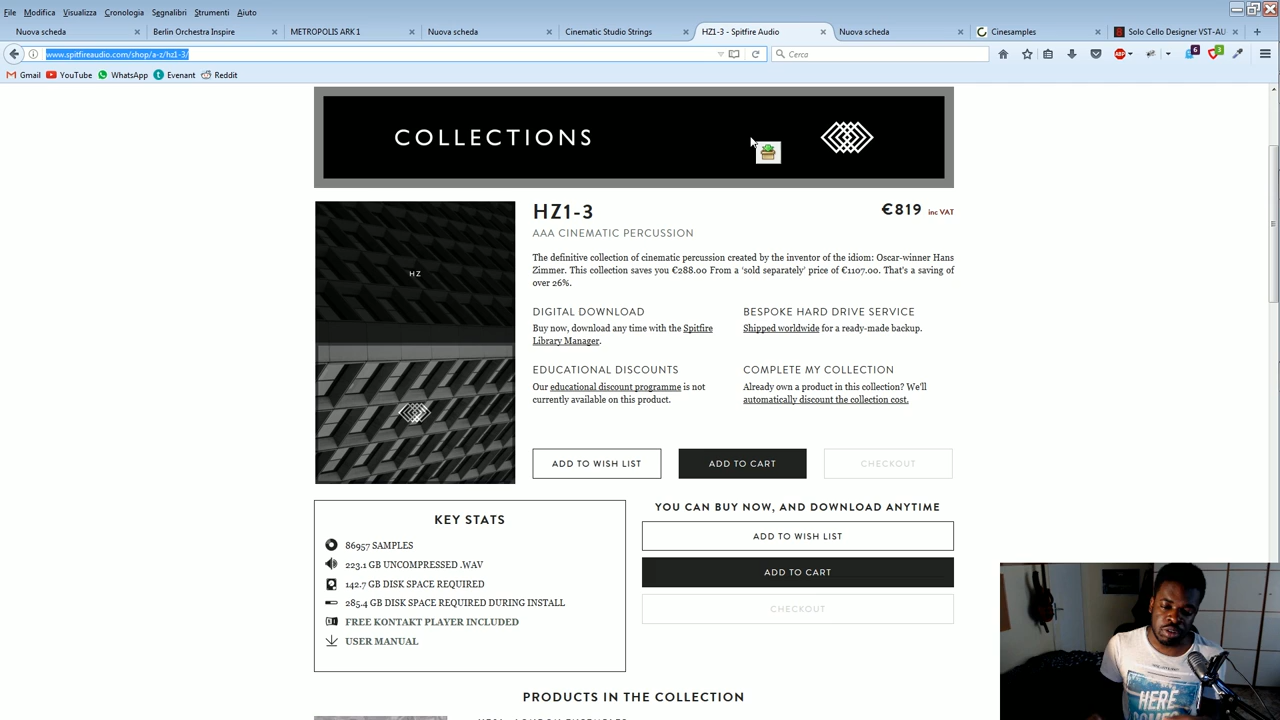 File Modifica Visualizza Cronologia Segnalibri Strumenti Aiuto
Nuova scheda Berlin Orchestra Inspire METROPOLIS ARK 1 Nuova scheda Cinematic Studio Strings HZ1-3 - Spitfire Audio Nuova scheda Cinesamples Solo Cello Designer VST-AU
www.spitfireaudio.com/shop/a-z/hz1-3/ Cerca
Gmail YouTube WhatsApp Evenant Reddit
COLLECTIONS
HZ1-3
€819 inc VAT
AAA CINEMATIC PERCUSSION
The definitive collection of cinematic percussion created by the inventor of the idiom: Oscar-winner Hans
Zimmer. This collection saves you €288.00 From a 'sold separately' price of €1107.00. That's a saving of
over 26%.
HZ
DIGITAL DOWNLOAD
Buy now, download any time with the Spitfire
Library Manager.
BESPOKE HARD DRIVE SERVICE
Shipped worldwide for a ready-made backup.
EDUCATIONAL DISCOUNTS
Our educational discount programme is not
currently available on this product.
COMPLETE MY COLLECTION
Already own a product in this collection? We'll
automatically discount the collection cost.
ADD TO WISH LIST ADD TO CART CHECKOUT
KEY STATS
86957 SAMPLES
223.1 GB UNCOMPRESSED .WAV
142.7 GB DISK SPACE REQUIRED
285.4 GB DISK SPACE REQUIRED DURING INSTALL
FREE KONTAKT PLAYER INCLUDED
USER MANUAL
YOU CAN BUY NOW, AND DOWNLOAD ANYTIME
ADD TO WISH LIST
ADD TO CART
CHECKOUT
PRODUCTS IN THE COLLECTION
HERE